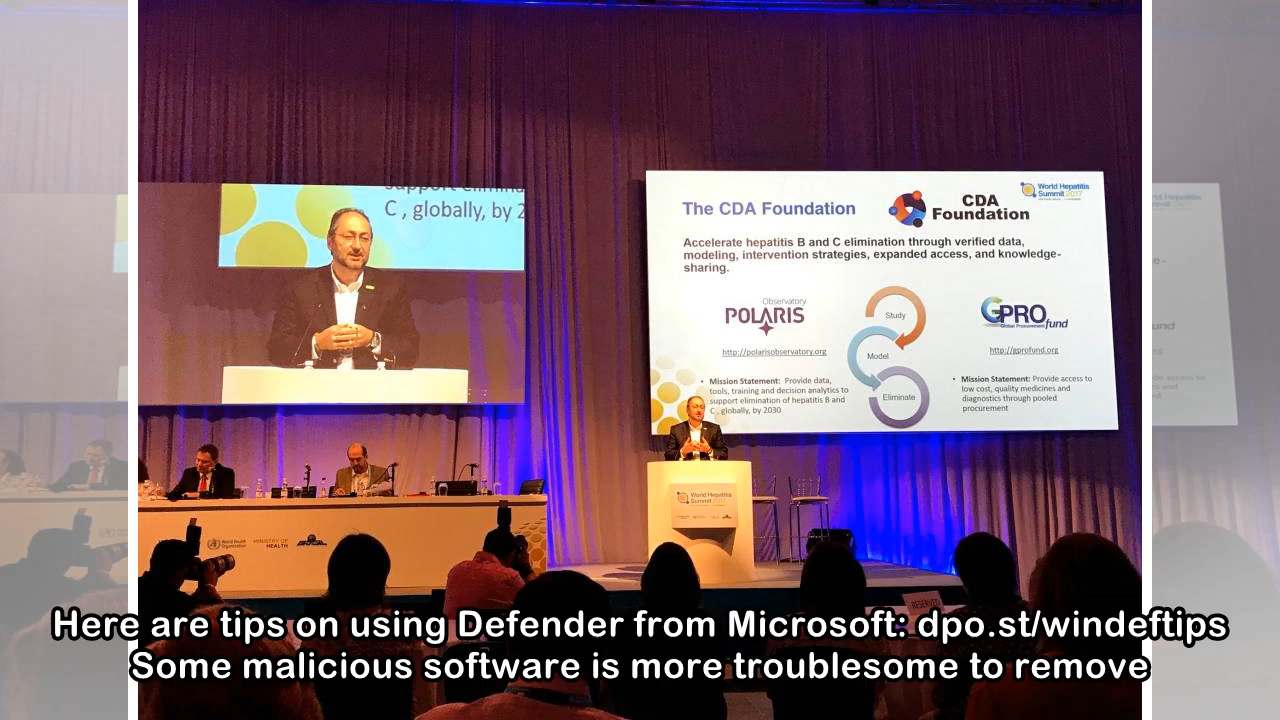 support elimina
C , globally, by 2
World Hepatitis
Summit 2017
The CDA Foundation
CDA
Foundation
Accelerate hepatitis B and C elimination through verified data,
modeling, intervention strategies, expanded access, and knowledge-
sharing.
Observatory
POLARIS
http://polarisobservatory.org
Study
Model
Eliminate
GPRO fund
Global Procurement
http://gprofund.org
• Mission Statement: Provide data,
tools, training and decision analytics to
support elimination of hepatitis B and
C , globally, by 2030
• Mission Statement: Provide access to
low cost, quality medicines and
diagnostics through pooled
procurement
World Hepatitis
Summit 2017
World Health
Organization
MINISTRY OF
HEALTH
RESERVED
Here are tips on using Defender from Microsoft: dpo.st/windeftips
Some malicious software is more troublesome to remove